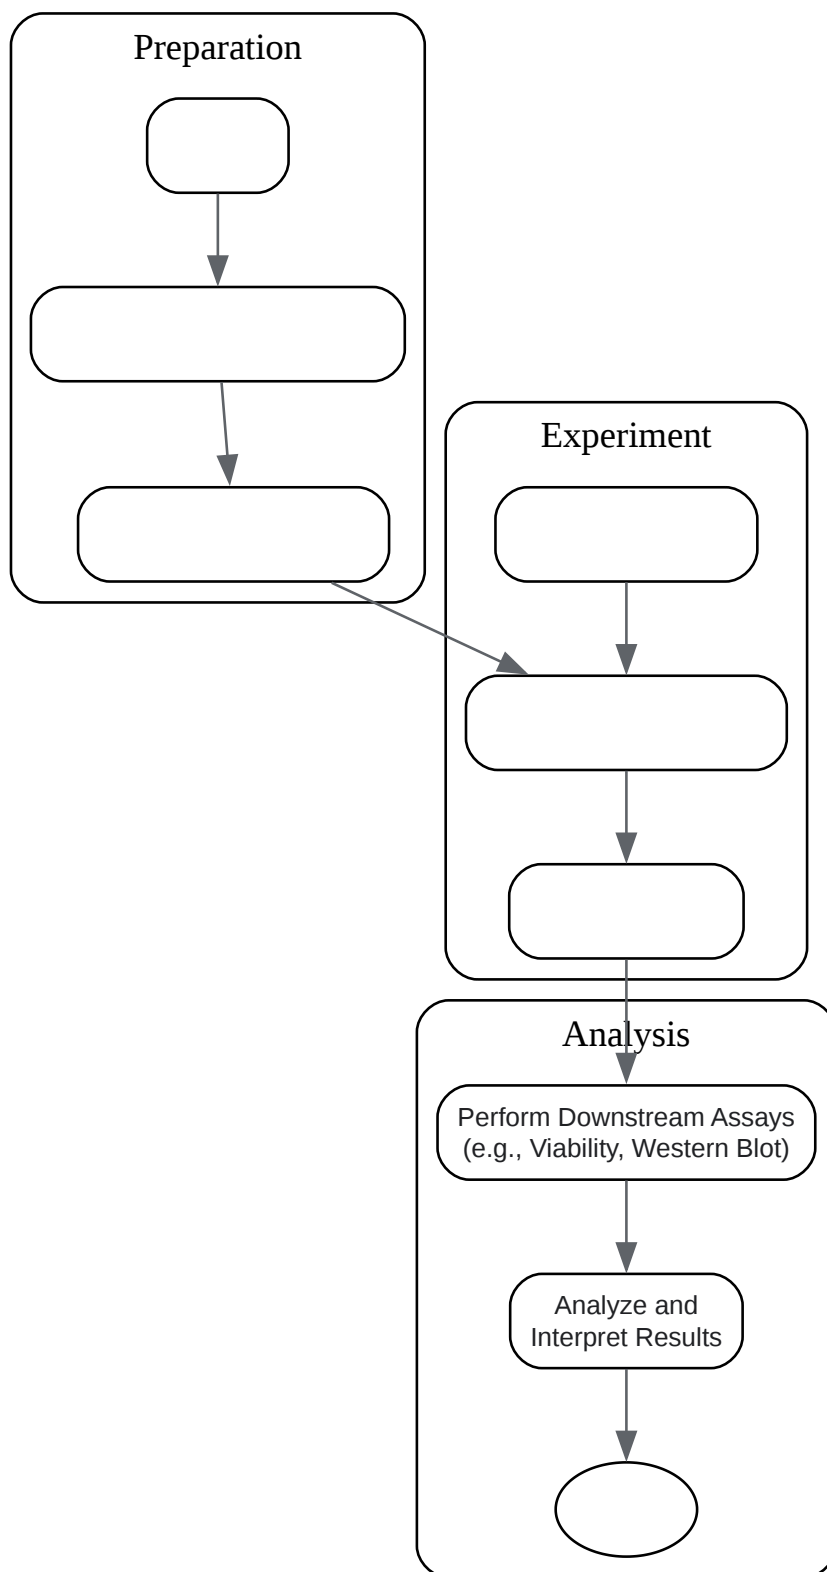 Preparation
Experiment
Analysis
Perform Downstream Assays
(e.g., Viability, Western Blot)
Analyze and
Interpret Results